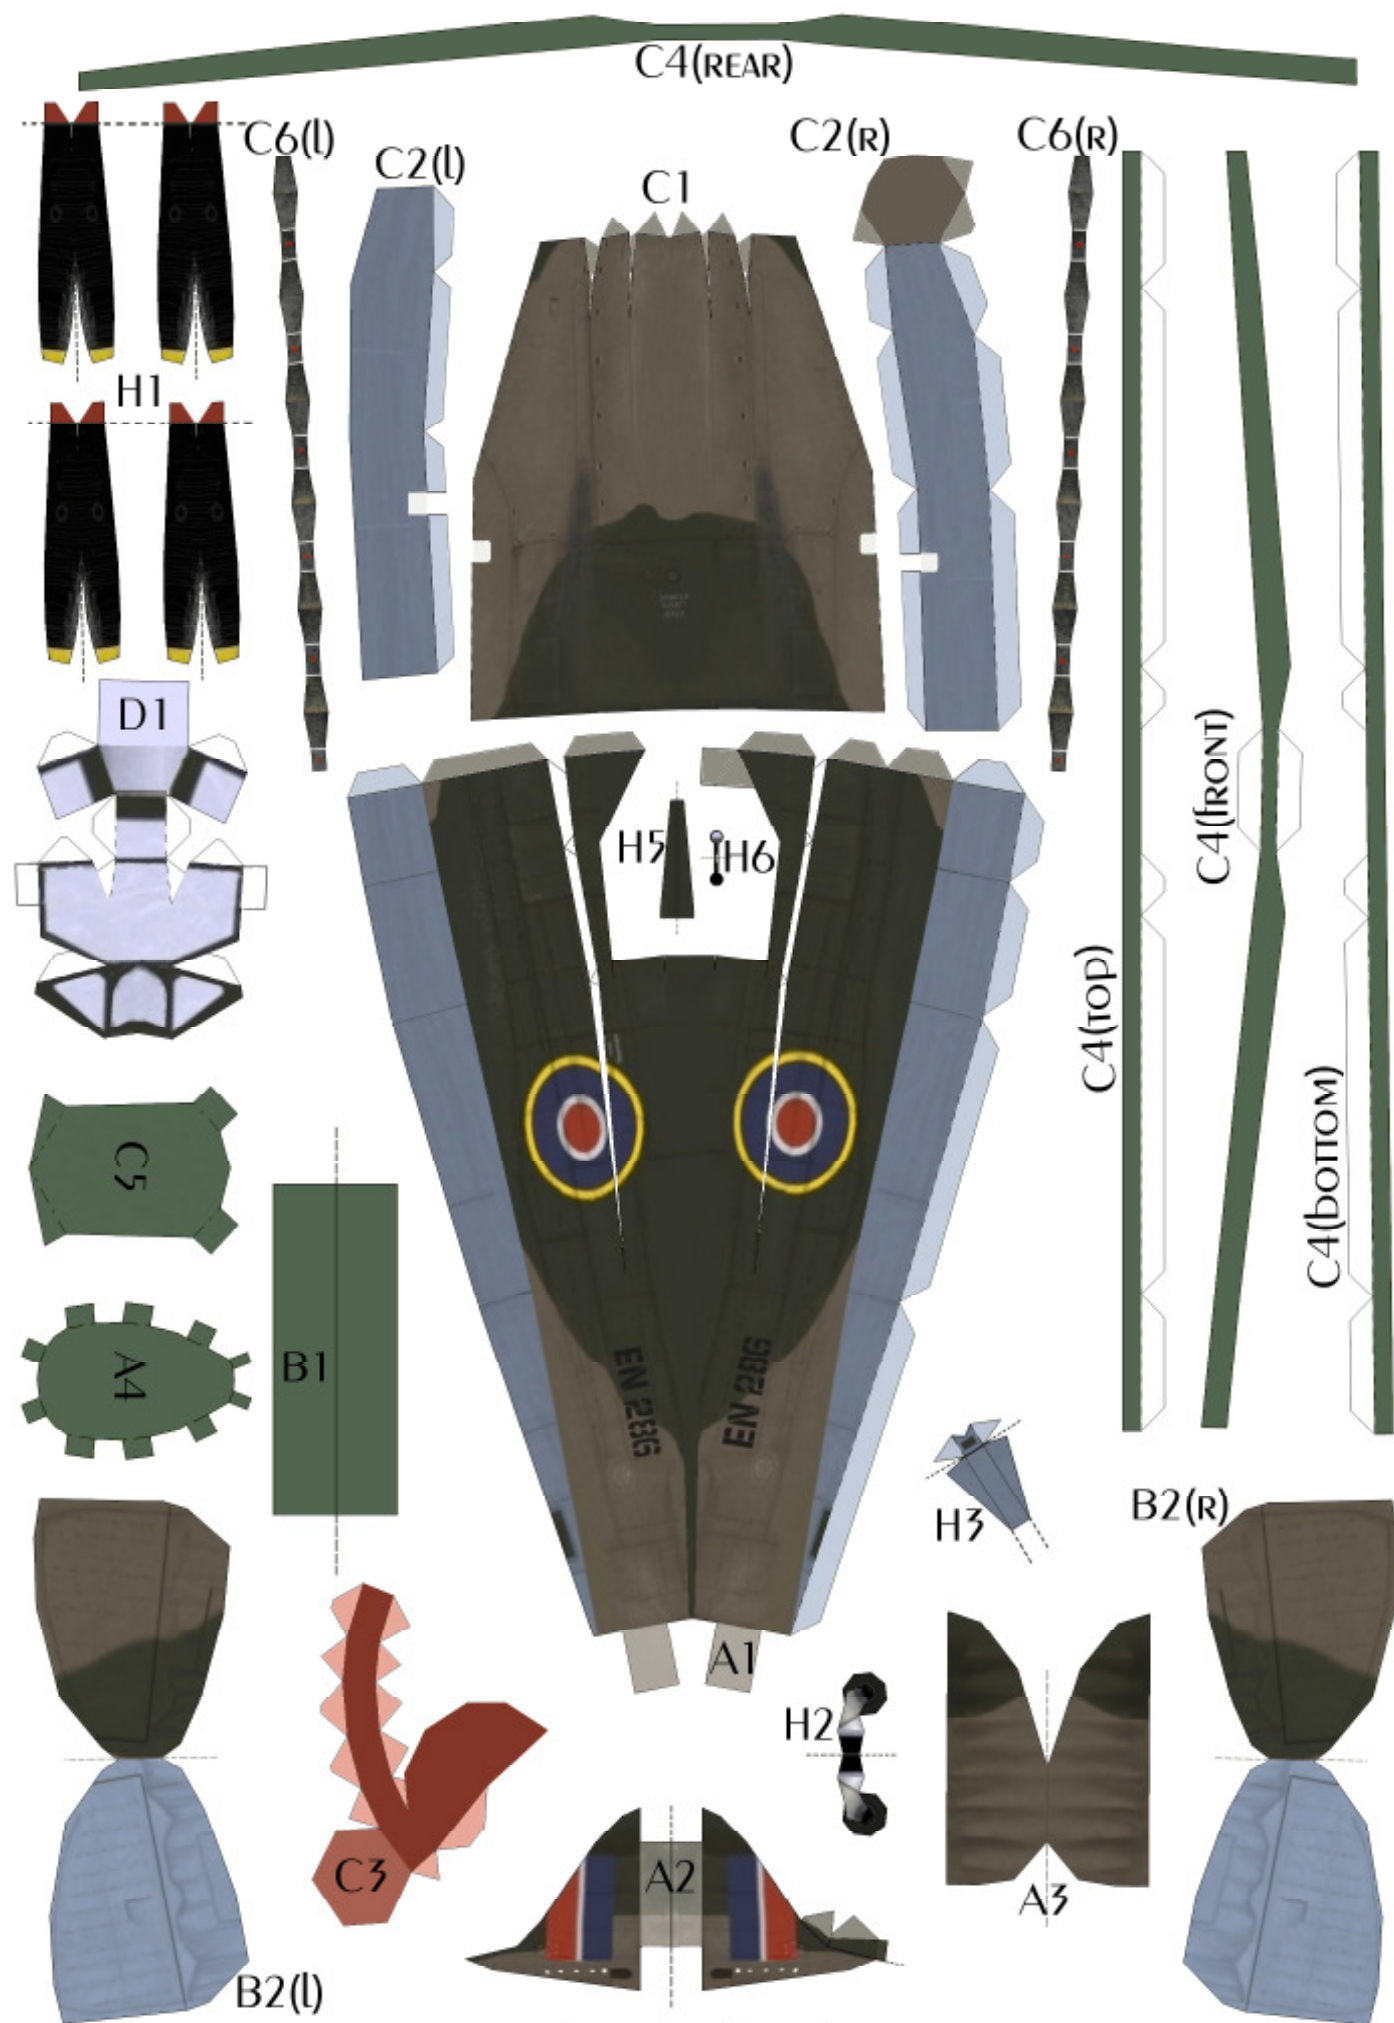 C4(REAR)
C6(l)
C2(l)
C1
C2(R)
C6(R)
H1
D1
H5
H6
C4(FRONT)
C4(TOP)
C4(BOTTOM)
C5
B1
A4
EN 286
EN 286
H3
B2(R)
A1
H2
C3
A2
A3
B2(l)